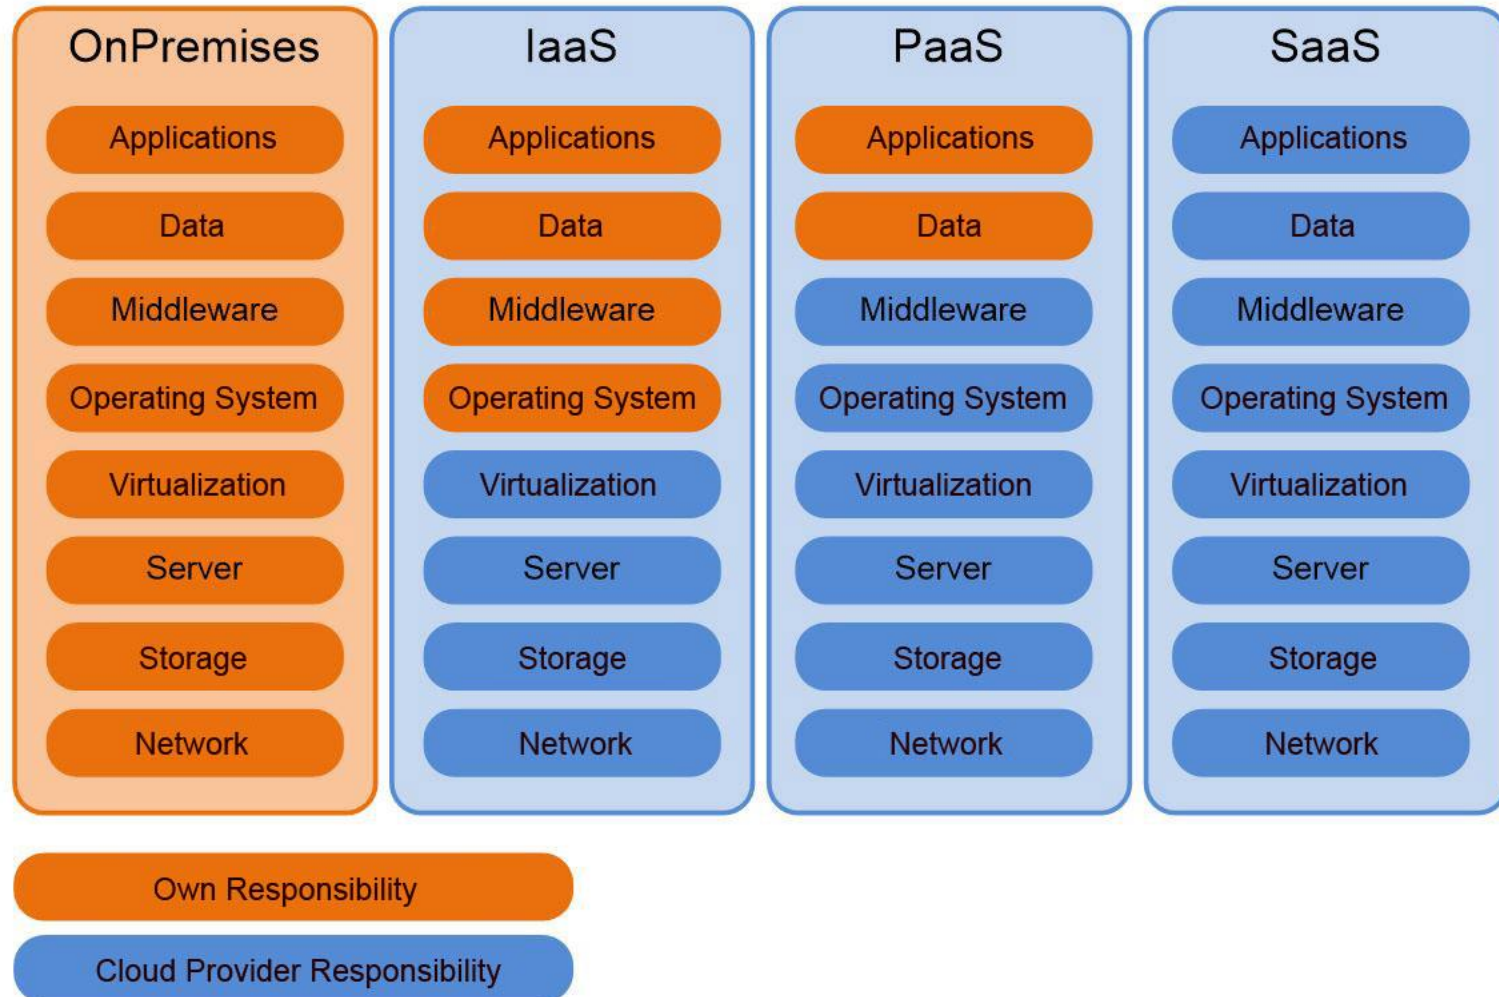 OnPremises
Applications
Data
Middleware
Operating System
Virtualization
Server
Storage
Network
IaaS
Applications
Data
Middleware
Operating System
Virtualization
Server
Storage
Network
PaaS
Applications
Data
Middleware
Operating System
Virtualization
Server
Storage
Network
SaaS
Applications
Data
Middleware
Operating System
Virtualization
Server
Storage
Network
Own Responsibility
Cloud Provider Responsibility